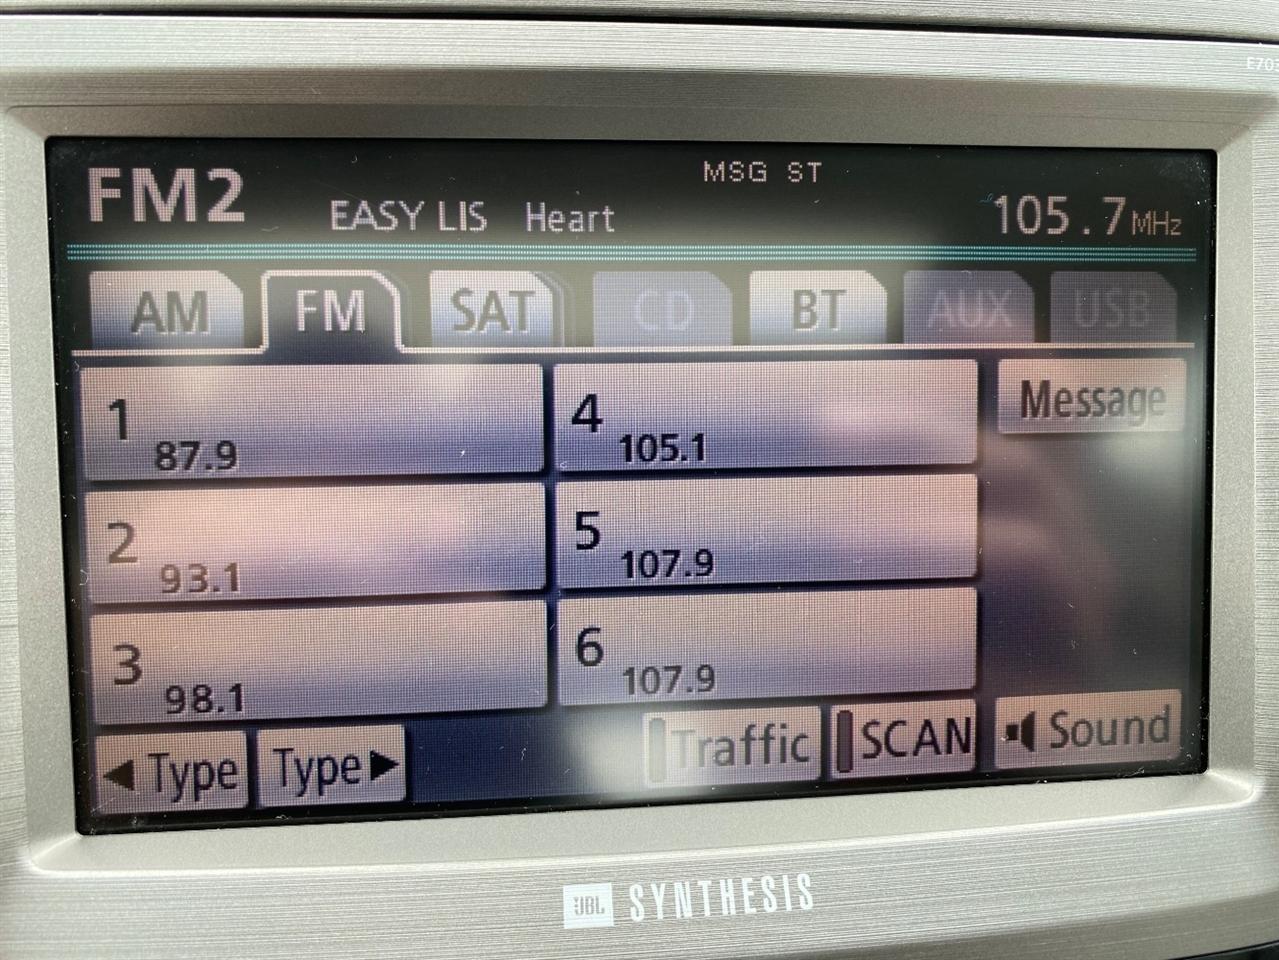 E703
MSG ST
FM2 EASY LIS Heart 105.7MHz
AM FM SAT CD BT AUX USB
1 87.9
4 105.1
Message
2 93.1
5 107.9
3 98.1
6 107.9
Type Type Traffic SCAN Sound
JBL SYNTHESIS